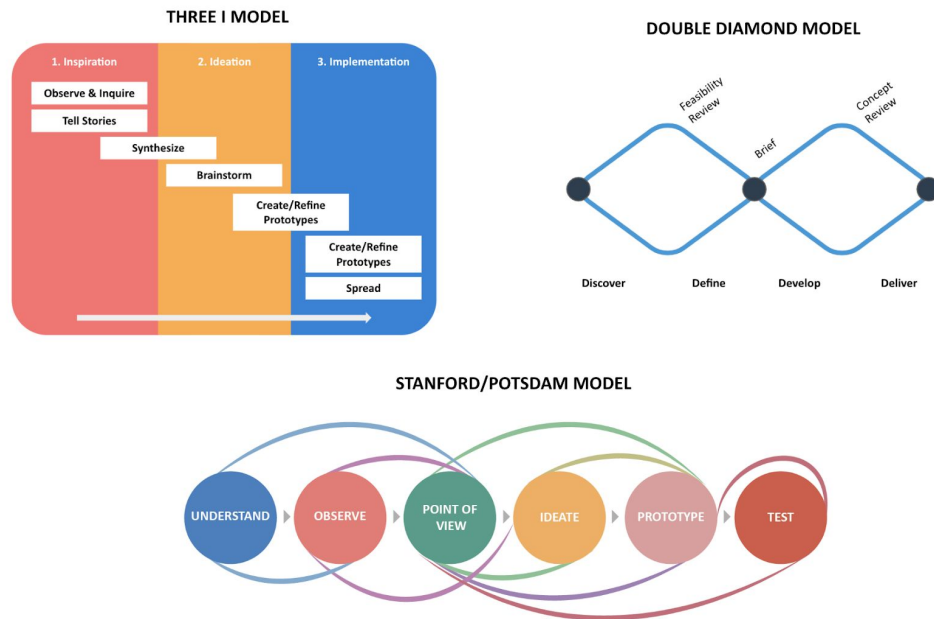 THREE I MODEL
1. Inspiration
2. Ideation
3. Implementation
Observe & Inquire
Tell Stories
Synthesize
Brainstorm
Create/Refine
Prototypes
Create/Refine
Prototypes
Spread
DOUBLE DIAMOND MODEL
Feasibility
Review
Brief
Concept
Review
Discover
Define
Develop
Deliver
STANFORD/POTSDAM MODEL
UNDERSTAND
OBSERVE
POINT OF
VIEW
IDEATE
PROTOTYPE
TEST